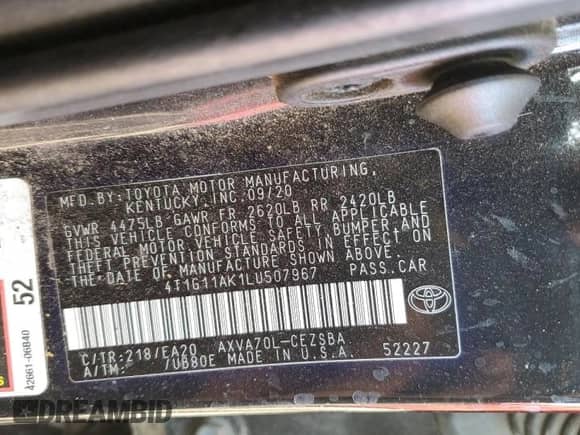 MFD.BY:TOYOTA MOTOR MANUFACTURING,
KENTUCKY, INC.09/20
GVWR 4475LB GAWR FR 2620LB RR 2420LB
THIS VEHICLE CONFORMS TO ALL APPLICABLE
FEDERAL MOTOR VEHICLE SAFETY, BUMPER, AND
THEFT PREVENTION STANDARDS IN EFFECT ON
THE DATE OF MANUFACTURE SHOWN ABOVE.
4T1G11AK1LU507967 PASS.CAR
C/TR:218/EA20 AXVA70L-CEZSBA
A/TM: /UB80E MADE IN U.S.A. 52227
52
42661-06B40
DREAMBID